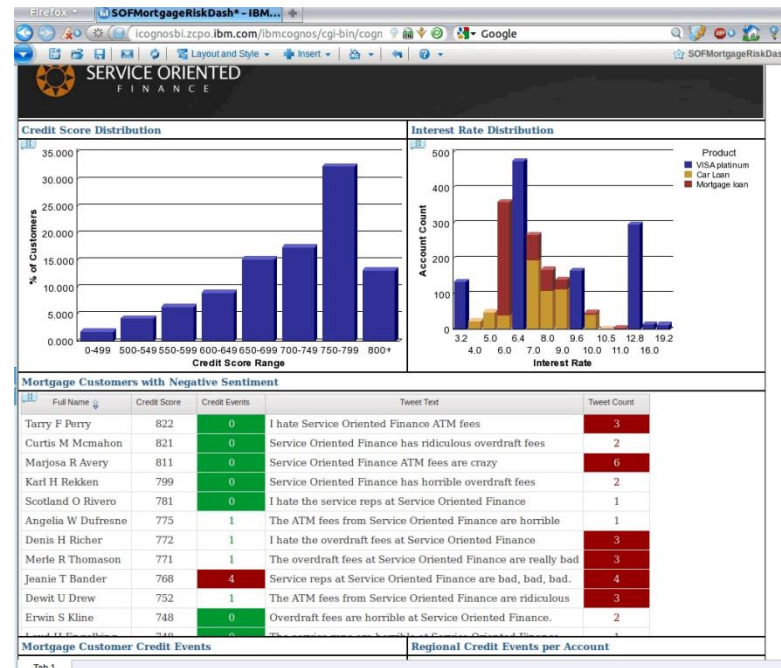 Firefox
SOFMortgageRiskDash* - IBM...
icognosbi.zcpo.ibm.com/ibmcognos/cgi-bin/cogn
Google
Layout and Style
Insert
SOFMortgageRiskDas
SERVICE ORIENTED
FINANCE
Credit Score Distribution
35.000
30.000
25.000
20.000
15.000
10.000
5.000
0.000
% of Customers
0-499 500-549 550-599 600-649 650-699 700-749 750-799 800+
Credit Score Range
Interest Rate Distribution
500
400
300
200
100
0
Account Count
3.2 5.0 6.4 8.0 9.6 10.5 12.8 19.2
4.0 6.0 7.0 9.0 10.0 11.0 16.0
Interest Rate
Product
VISA platinum
Car Loan
Mortgage loan
Mortgage Customers with Negative Sentiment
Full Name Credit Score Credit Events Tweet Text Tweet Count
Tarry F Perry 822 0 I hate Service Oriented Finance ATM fees 3
Curtis M Mcmahon 821 0 Service Oriented Finance has ridiculous overdraft fees 2
Marjosa R Avery 811 0 Service Oriented Finance ATM fees are crazy 6
Karl H Rekken 799 0 Service Oriented Finance has horrible overdraft fees 2
Scotland O Rivero 781 0 I hate the service reps at Service Oriented Finance 1
Angelia W Dufresne 775 1 The ATM fees from Service Oriented Finance are horrible 1
Denis H Richer 772 1 I hate the overdraft fees at Service Oriented Finance 3
Merle R Thomason 771 1 The overdraft fees at Service Oriented Finance are really bad 3
Jeanie T Bander 768 4 Service reps at Service Oriented Finance are bad, bad, bad. 4
Dewit U Drew 752 1 The ATM fees from Service Oriented Finance are ridiculous 3
Erwin S Kline 748 0 Overdraft fees are horrible at Service Oriented Finance. 2
Mortgage Customer Credit Events
Regional Credit Events per Account
Tab 1